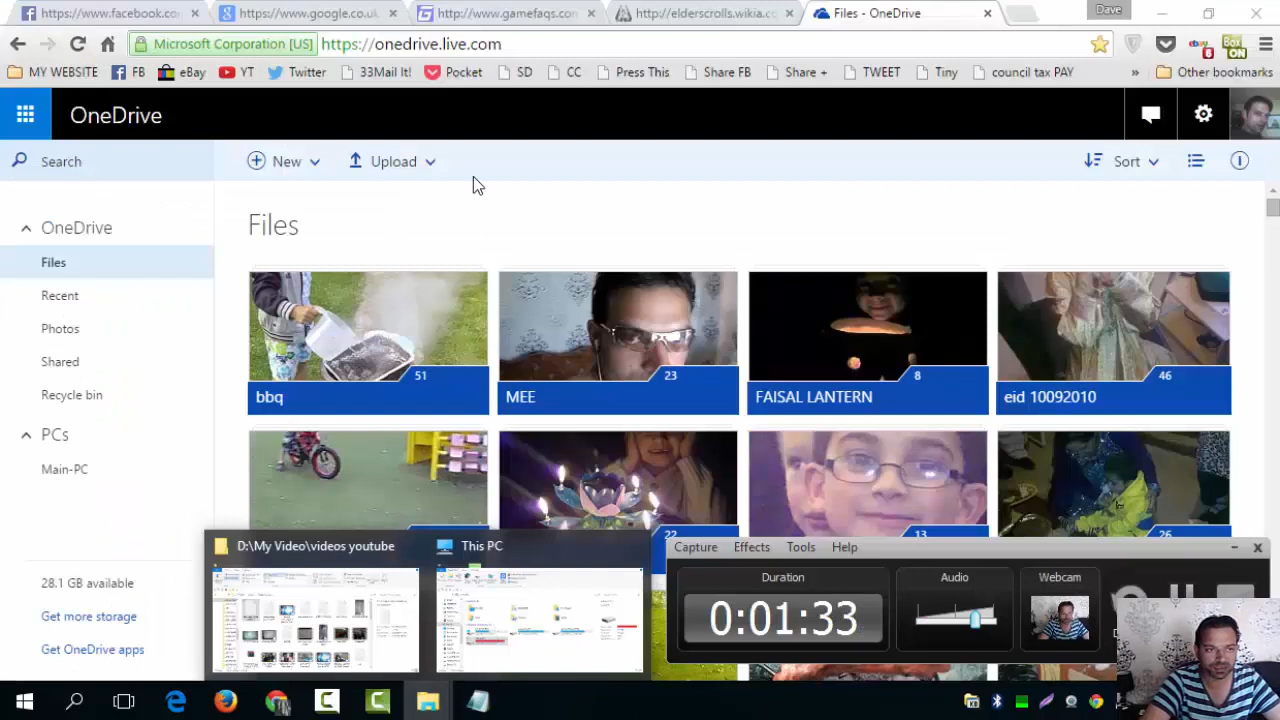 https://www.facebook.com/
https://www.google.co.uk
http://www.gamefaqs.com
http://elderscrolls.wikia.co
Files - OneDrive
Dave
Microsoft Corporation [US]
https://onedrive.live.com
MY WEBSITE
FB
eBay
YT
Twitter
33Mail It!
Pocket
SD
CC
Press This
Share FB
Share +
TWEET
Tiny
council tax PAY
»
Other bookmarks
OneDrive
Search
New
Upload
Sort
OneDrive
Files
Recent
Photos
Shared
Recycle bin
PCs
Main-PC
28.1 GB available
Get more storage
Get OneDrive apps
Files
51
bbq
23
MEE
8
FAISAL LANTERN
46
eid 10092010
22
13
26
D:\My Video\videos youtube
This PC
Capture
Effects
Tools
Help
Duration
0:01:33
Audio
Webcam